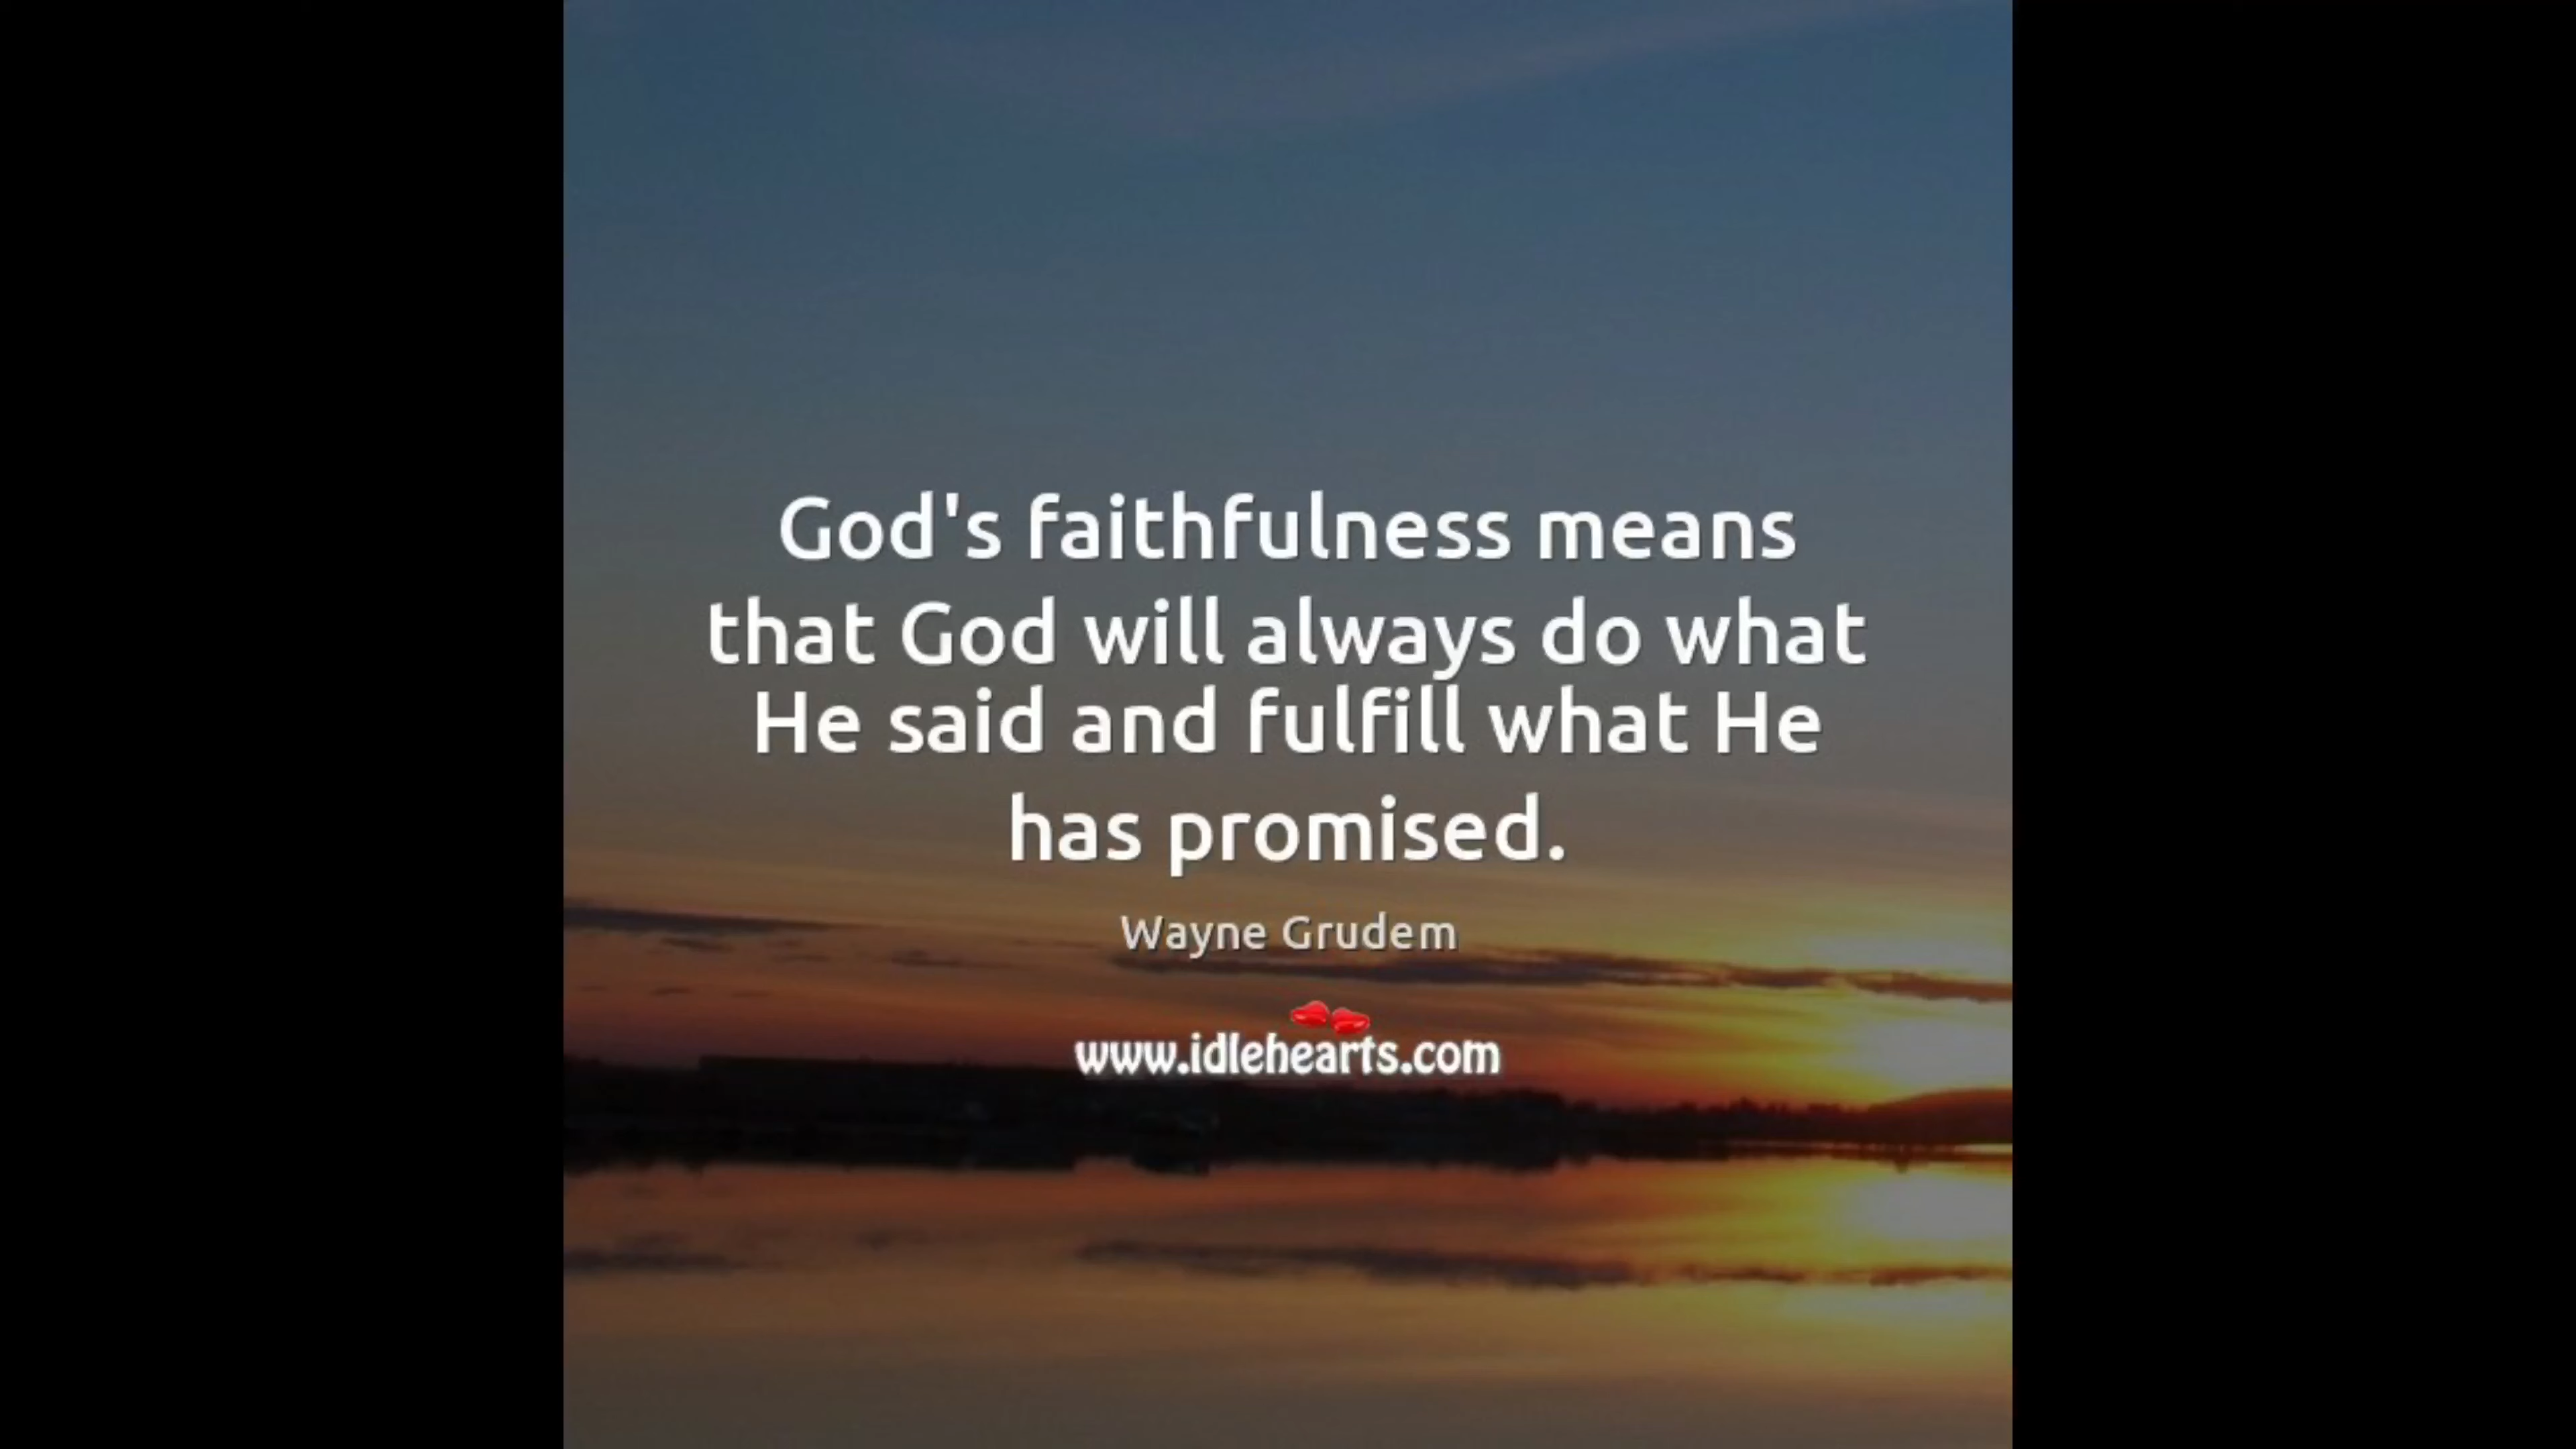 God's faithfulness means
that God will always do what
He said and fulfill what He
has promised.
Wayne Grudem
www.idlehearts.com